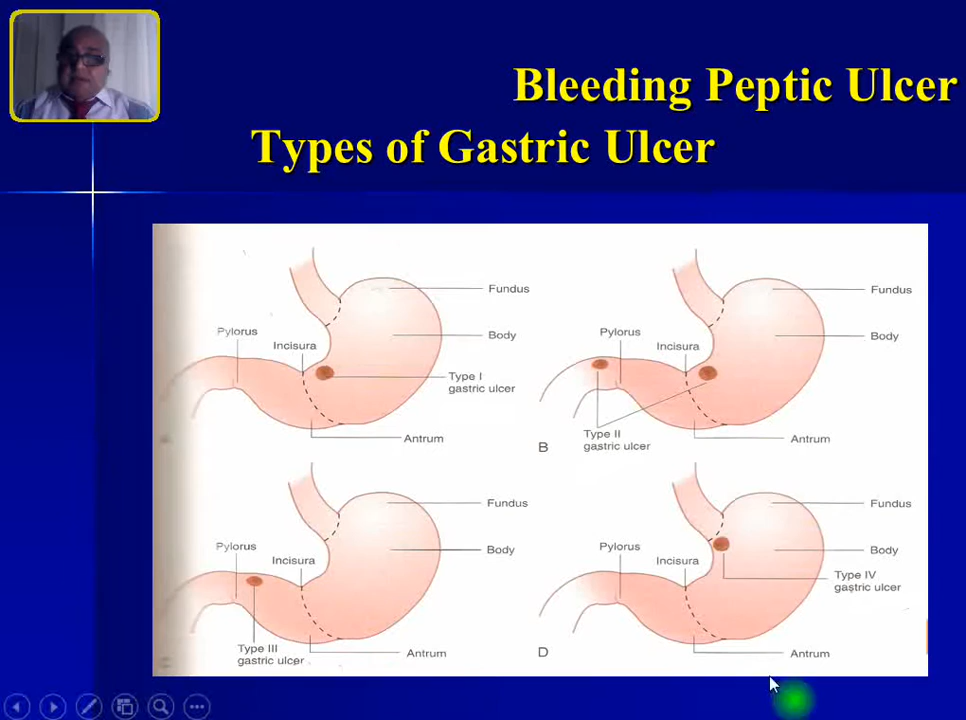 Bleeding Peptic Ulcer
Types of Gastric Ulcer
Fundus
Body
Pylorus
Incisura
Type I
gastric ulcer
Antrum
Fundus
Body
Pylorus
Incisura
Type II
gastric ulcer
B
Antrum
Fundus
Body
Pylorus
Incisura
Type III
gastric ulcer
Antrum
Fundus
Body
Pylorus
Incisura
Type IV
gastric ulcer
D
Antrum